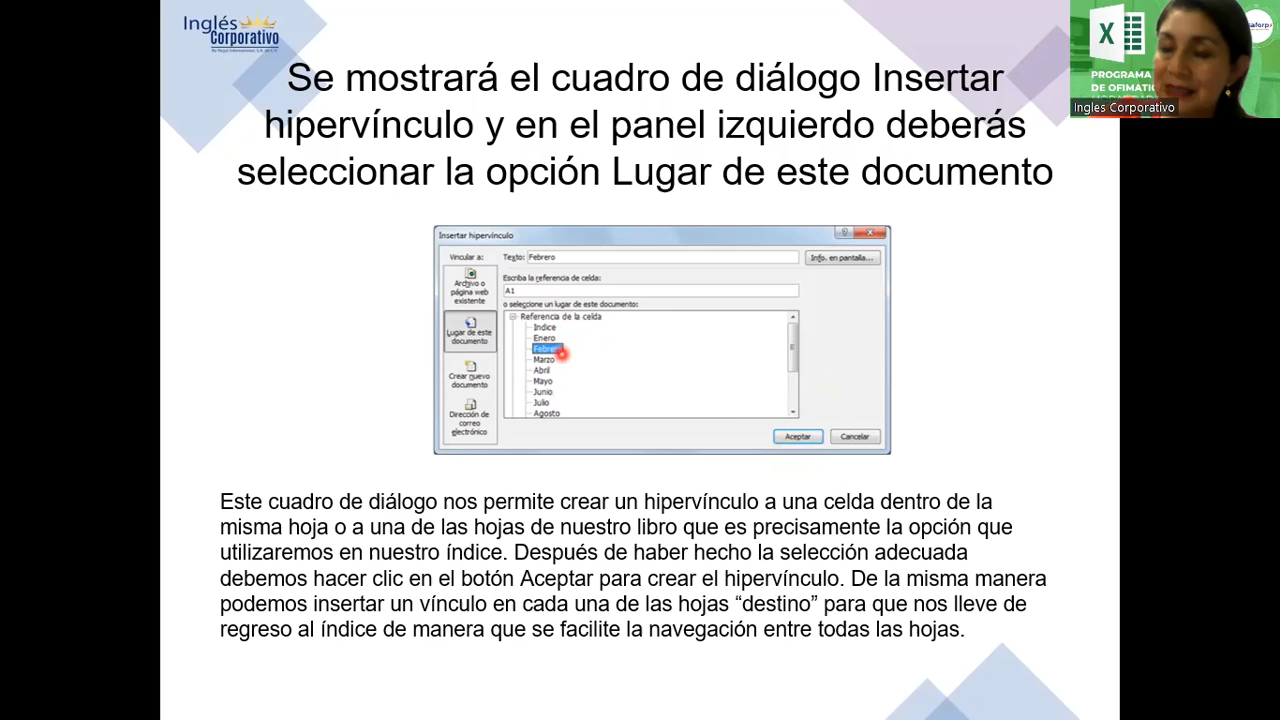 Inglés
Corporativo
By Regal International, S.A. de C.V.
PROGRAMA
DE OFIMATIC
Ingles Corporativo
Se mostrará el cuadro de diálogo Insertar
hipervínculo y en el panel izquierdo deberás
seleccionar la opción Lugar de este documento
Insertar hipervínculo
Vincular a:
Texto: Febrero
Info. en pantalla...
Archivo o
página web
existente
Escriba la referencia de celda:
A1
o seleccione un lugar de este documento:
Lugar de este
documento
Referencia de la celda
Indice
Enero
Febrer
Marzo
Abril
Mayo
Junio
Julio
Agosto
Crear nuevo
documento
Dirección de
correo
electrónico
Aceptar
Cancelar
Este cuadro de diálogo nos permite crear un hipervínculo a una celda dentro de la
misma hoja o a una de las hojas de nuestro libro que es precisamente la opción que
utilizaremos en nuestro índice. Después de haber hecho la selección adecuada
debemos hacer clic en el botón Aceptar para crear el hipervínculo. De la misma manera
podemos insertar un vínculo en cada una de las hojas “destino” para que nos lleve de
regreso al índice de manera que se facilite la navegación entre todas las hojas.